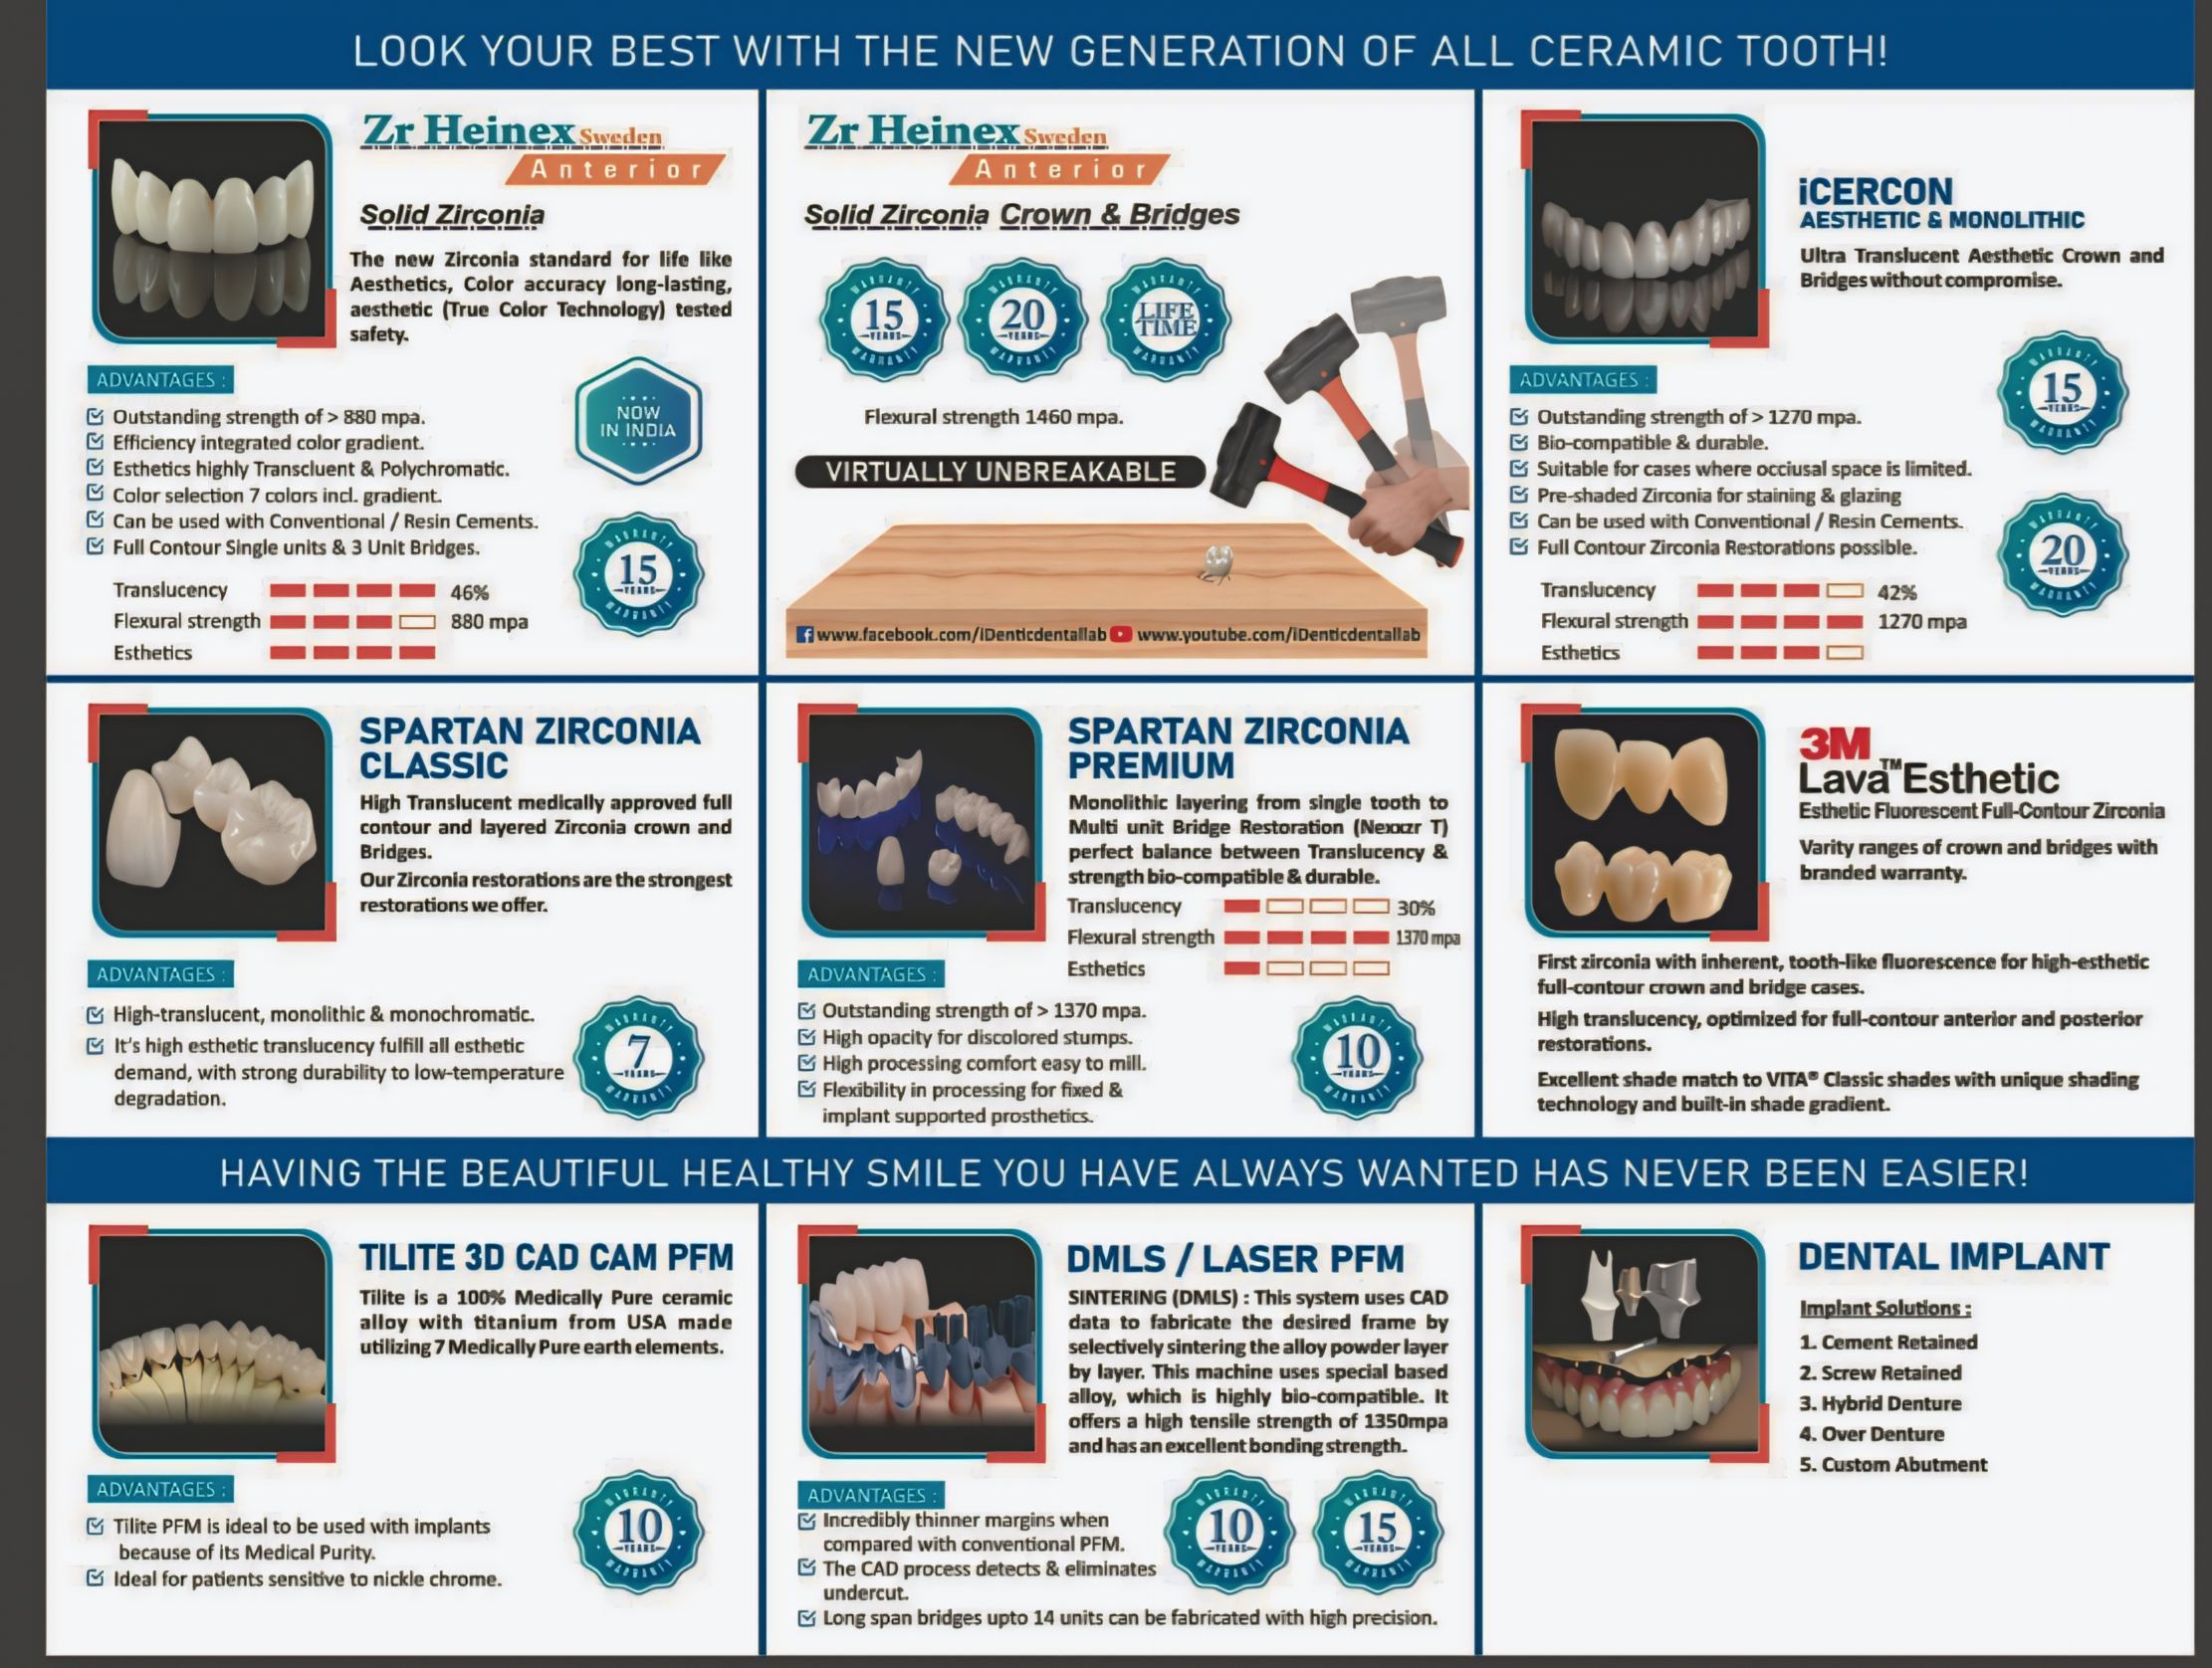 LOOK YOUR BEST WITH THE NEW GENERATION OF ALL CERAMIC TOOTH!
Zr Heinex Sweden
Anterior
Solid Zirconia
The new Zirconia standard for life like
Aesthetics, Color accuracy long-lasting,
aesthetic (True Color Technology) tested
safety.
ADVANTAGES :
Outstanding strength of > 880 mpa.
Efficiency integrated color gradient.
Esthetics highly Transcluent & Polychromatic.
Color selection 7 colors incl. gradient.
Can be used with Conventional / Resin Cements.
Full Contour Single units & 3 Unit Bridges.
NOW
IN INDIA
WARRANTY
15
YEARS
WARRANTY
Translucency 46%
Flexural strength 880 mpa
Esthetics
Zr Heinex Sweden
Anterior
Solid Zirconia Crown & Bridges
WARRANTY
15
YEARS
WARRANTY
WARRANTY
20
YEARS
WARRANTY
WARRANTY
LIFE
TIME
WARRANTY
Flexural strength 1460 mpa.
VIRTUALLY UNBREAKABLE
www.facebook.com/iDenticdentallab www.youtube.com/iDenticdentallab
iCERCON
AESTHETIC & MONOLITHIC
Ultra Translucent Aesthetic Crown and
Bridges without compromise.
ADVANTAGES :
Outstanding strength of > 1270 mpa.
Bio-compatible & durable.
Suitable for cases where occiusal space is limited.
Pre-shaded Zirconia for staining & glazing
Can be used with Conventional / Resin Cements.
Full Contour Zirconia Restorations possible.
WARRANTY
15
YEARS
WARRANTY
WARRANTY
20
YEARS
WARRANTY
Translucency 42%
Flexural strength 1270 mpa
Esthetics
SPARTAN ZIRCONIA
CLASSIC
High Translucent medically approved full
contour and layered Zirconia crown and
Bridges.
Our Zirconia restorations are the strongest
restorations we offer.
ADVANTAGES :
High-translucent, monolithic & monochromatic.
It's high esthetic translucency fulfill all esthetic
demand, with strong durability to low-temperature
degradation.
WARRANTY
7
YEARS
WARRANTY
SPARTAN ZIRCONIA
PREMIUM
Monolithic layering from single tooth to
Multi unit Bridge Restoration (Nexxzr T)
perfect balance between Translucency &
strength bio-compatible & durable.
Translucency 30%
Flexural strength 1370 mpa
Esthetics
ADVANTAGES :
Outstanding strength of > 1370 mpa.
High opacity for discolored stumps.
High processing comfort easy to mill.
Flexibility in processing for fixed &
implant supported prosthetics.
WARRANTY
10
YEARS
WARRANTY
3M
Lava™ Esthetic
Esthetic Fluorescent Full-Contour Zirconia
Varity ranges of crown and bridges with
branded warranty.
First zirconia with inherent, tooth-like fluorescence for high-esthetic
full-contour crown and bridge cases.
High translucency, optimized for full-contour anterior and posterior
restorations.
Excellent shade match to VITA® Classic shades with unique shading
technology and built-in shade gradient.
HAVING THE BEAUTIFUL HEALTHY SMILE YOU HAVE ALWAYS WANTED HAS NEVER BEEN EASIER!
TILITE 3D CAD CAM PFM
Tilite is a 100% Medically Pure ceramic
alloy with titanium from USA made
utilizing 7 Medically Pure earth elements.
ADVANTAGES :
Tilite PFM is ideal to be used with implants
because of its Medical Purity.
Ideal for patients sensitive to nickle chrome.
WARRANTY
10
YEARS
WARRANTY
DMLS / LASER PFM
SINTERING (DMLS) : This system uses CAD
data to fabricate the desired frame by
selectively sintering the alloy powder layer
by layer. This machine uses special based
alloy, which is highly bio-compatible. It
offers a high tensile strength of 1350mpa
and has an excellent bonding strength.
ADVANTAGES :
Incredibly thinner margins when
compared with conventional PFM.
The CAD process detects & eliminates
undercut.
Long span bridges upto 14 units can be fabricated with high precision.
WARRANTY
10
YEARS
WARRANTY
WARRANTY
15
YEARS
WARRANTY
DENTAL IMPLANT
Implant Solutions :
1. Cement Retained
2. Screw Retained
3. Hybrid Denture
4. Over Denture
5. Custom Abutment